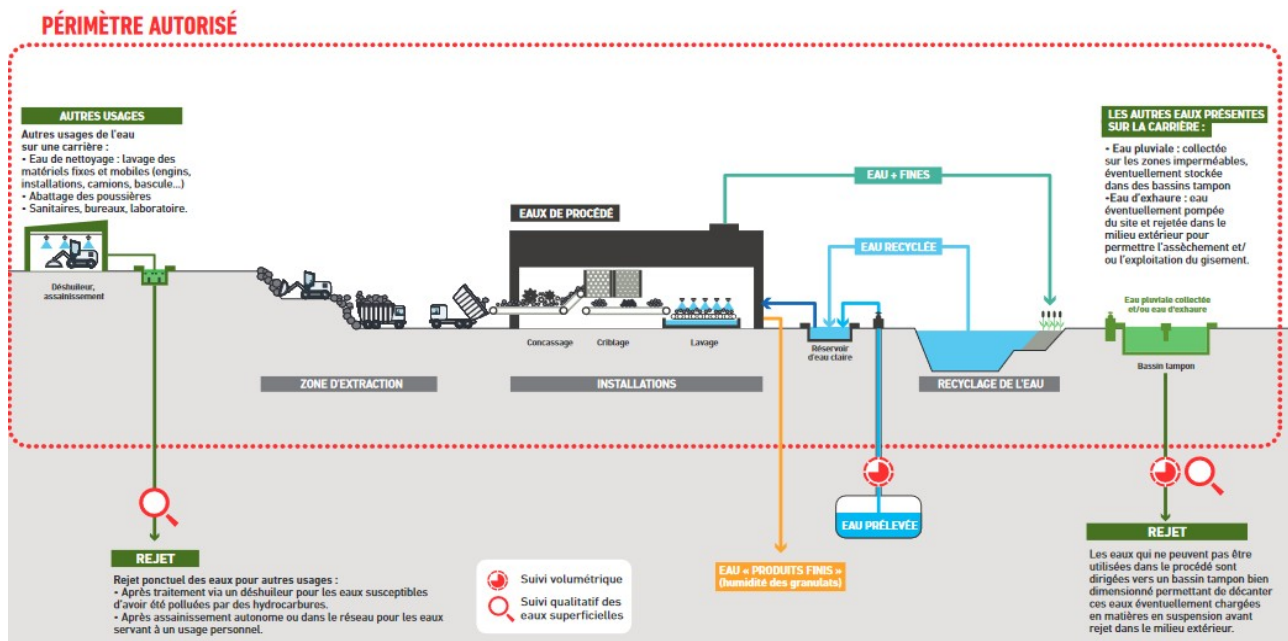 PÉRIMÈTRE AUTORISÉ
AUTRES USAGES
Autres usages de l'eau
sur une carrière :
• Eau de nettoyage : lavage des
matériels fixes et mobiles (engins,
installations, camions, bascule...)
• Abattage des poussières
• Sanitaires, bureaux, laboratoire.
Déshuileur,
assainissement
ZONE D'EXTRACTION
EAUX DE PROCÉDÉ
Concassage
Criblage
Lavage
INSTALLATIONS
EAU + FINES
EAU RECYCLÉE
Réservoir
d'eau claire
RECYCLAGE DE L'EAU
LES AUTRES EAUX PRÉSENTES
SUR LA CARRIÈRE :
• Eau pluviale : collectée
sur les zones imperméables,
éventuellement stockée
dans des bassins tampon
•Eau d'exhaure : eau
éventuellement pompée
du site et rejetée dans le
milieu extérieur pour
permettre l'assèchement et/
ou l'exploitation du gisement.
Eau pluviale collectée
et/ou eau d'exhaure
Bassin tampon
REJET
Rejet ponctuel des eaux pour autres usages :
• Après traitement via un déshuileur pour les eaux susceptibles
d'avoir été polluées par des hydrocarbures.
• Après assainissement autonome ou dans le réseau pour les eaux
servant à un usage personnel.
Suivi volumétrique
Suivi qualitatif des
eaux superficielles
EAU « PRODUITS FINIS »
(humidité des granulats)
EAU PRÉLEVÉE
REJET
Les eaux qui ne peuvent pas être
utilisées dans le procédé sont
dirigées vers un bassin tampon bien
dimensionné permettant de décanter
ces eaux éventuellement chargées
en matières en suspension avant
rejet dans le milieu extérieur.